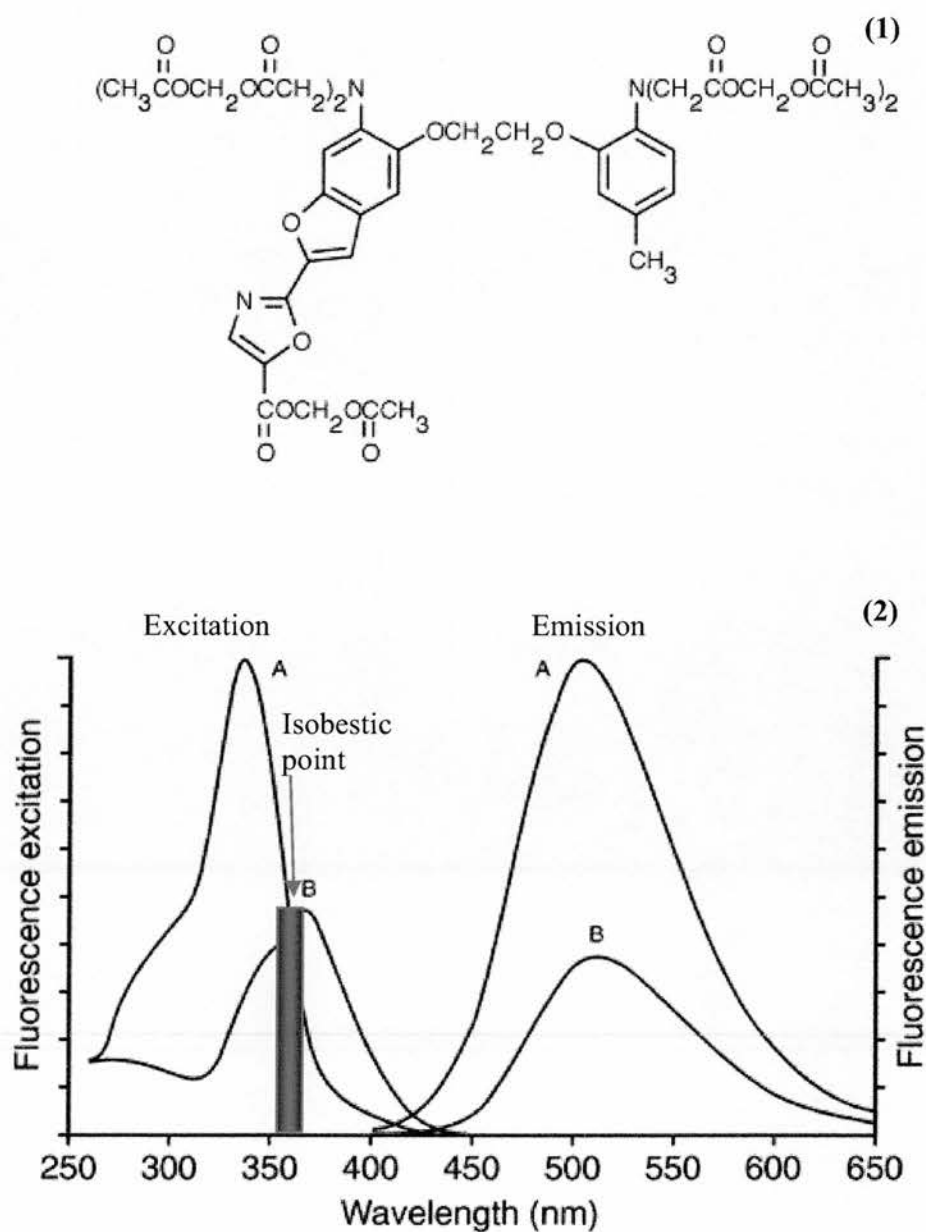 (1)
O O O O
(CH3COCH2OCCH2)2N N(CH2COCH2OCCH3)2
OCH2CH2O
O
CH3
N
O
COCH2OCCH3
O O
(2)
Excitation Emission
A A
Isobestic
point
B
B
Fluorescence excitation
Fluorescence emission
250 300 350 400 450 500 550 600 650
Wavelength (nm)